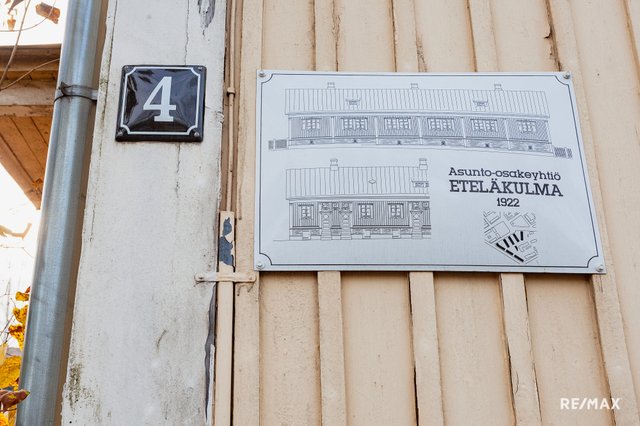 4
Asunto-osakeyhtiö
ETELÄKULMA
1922
RE/MAX